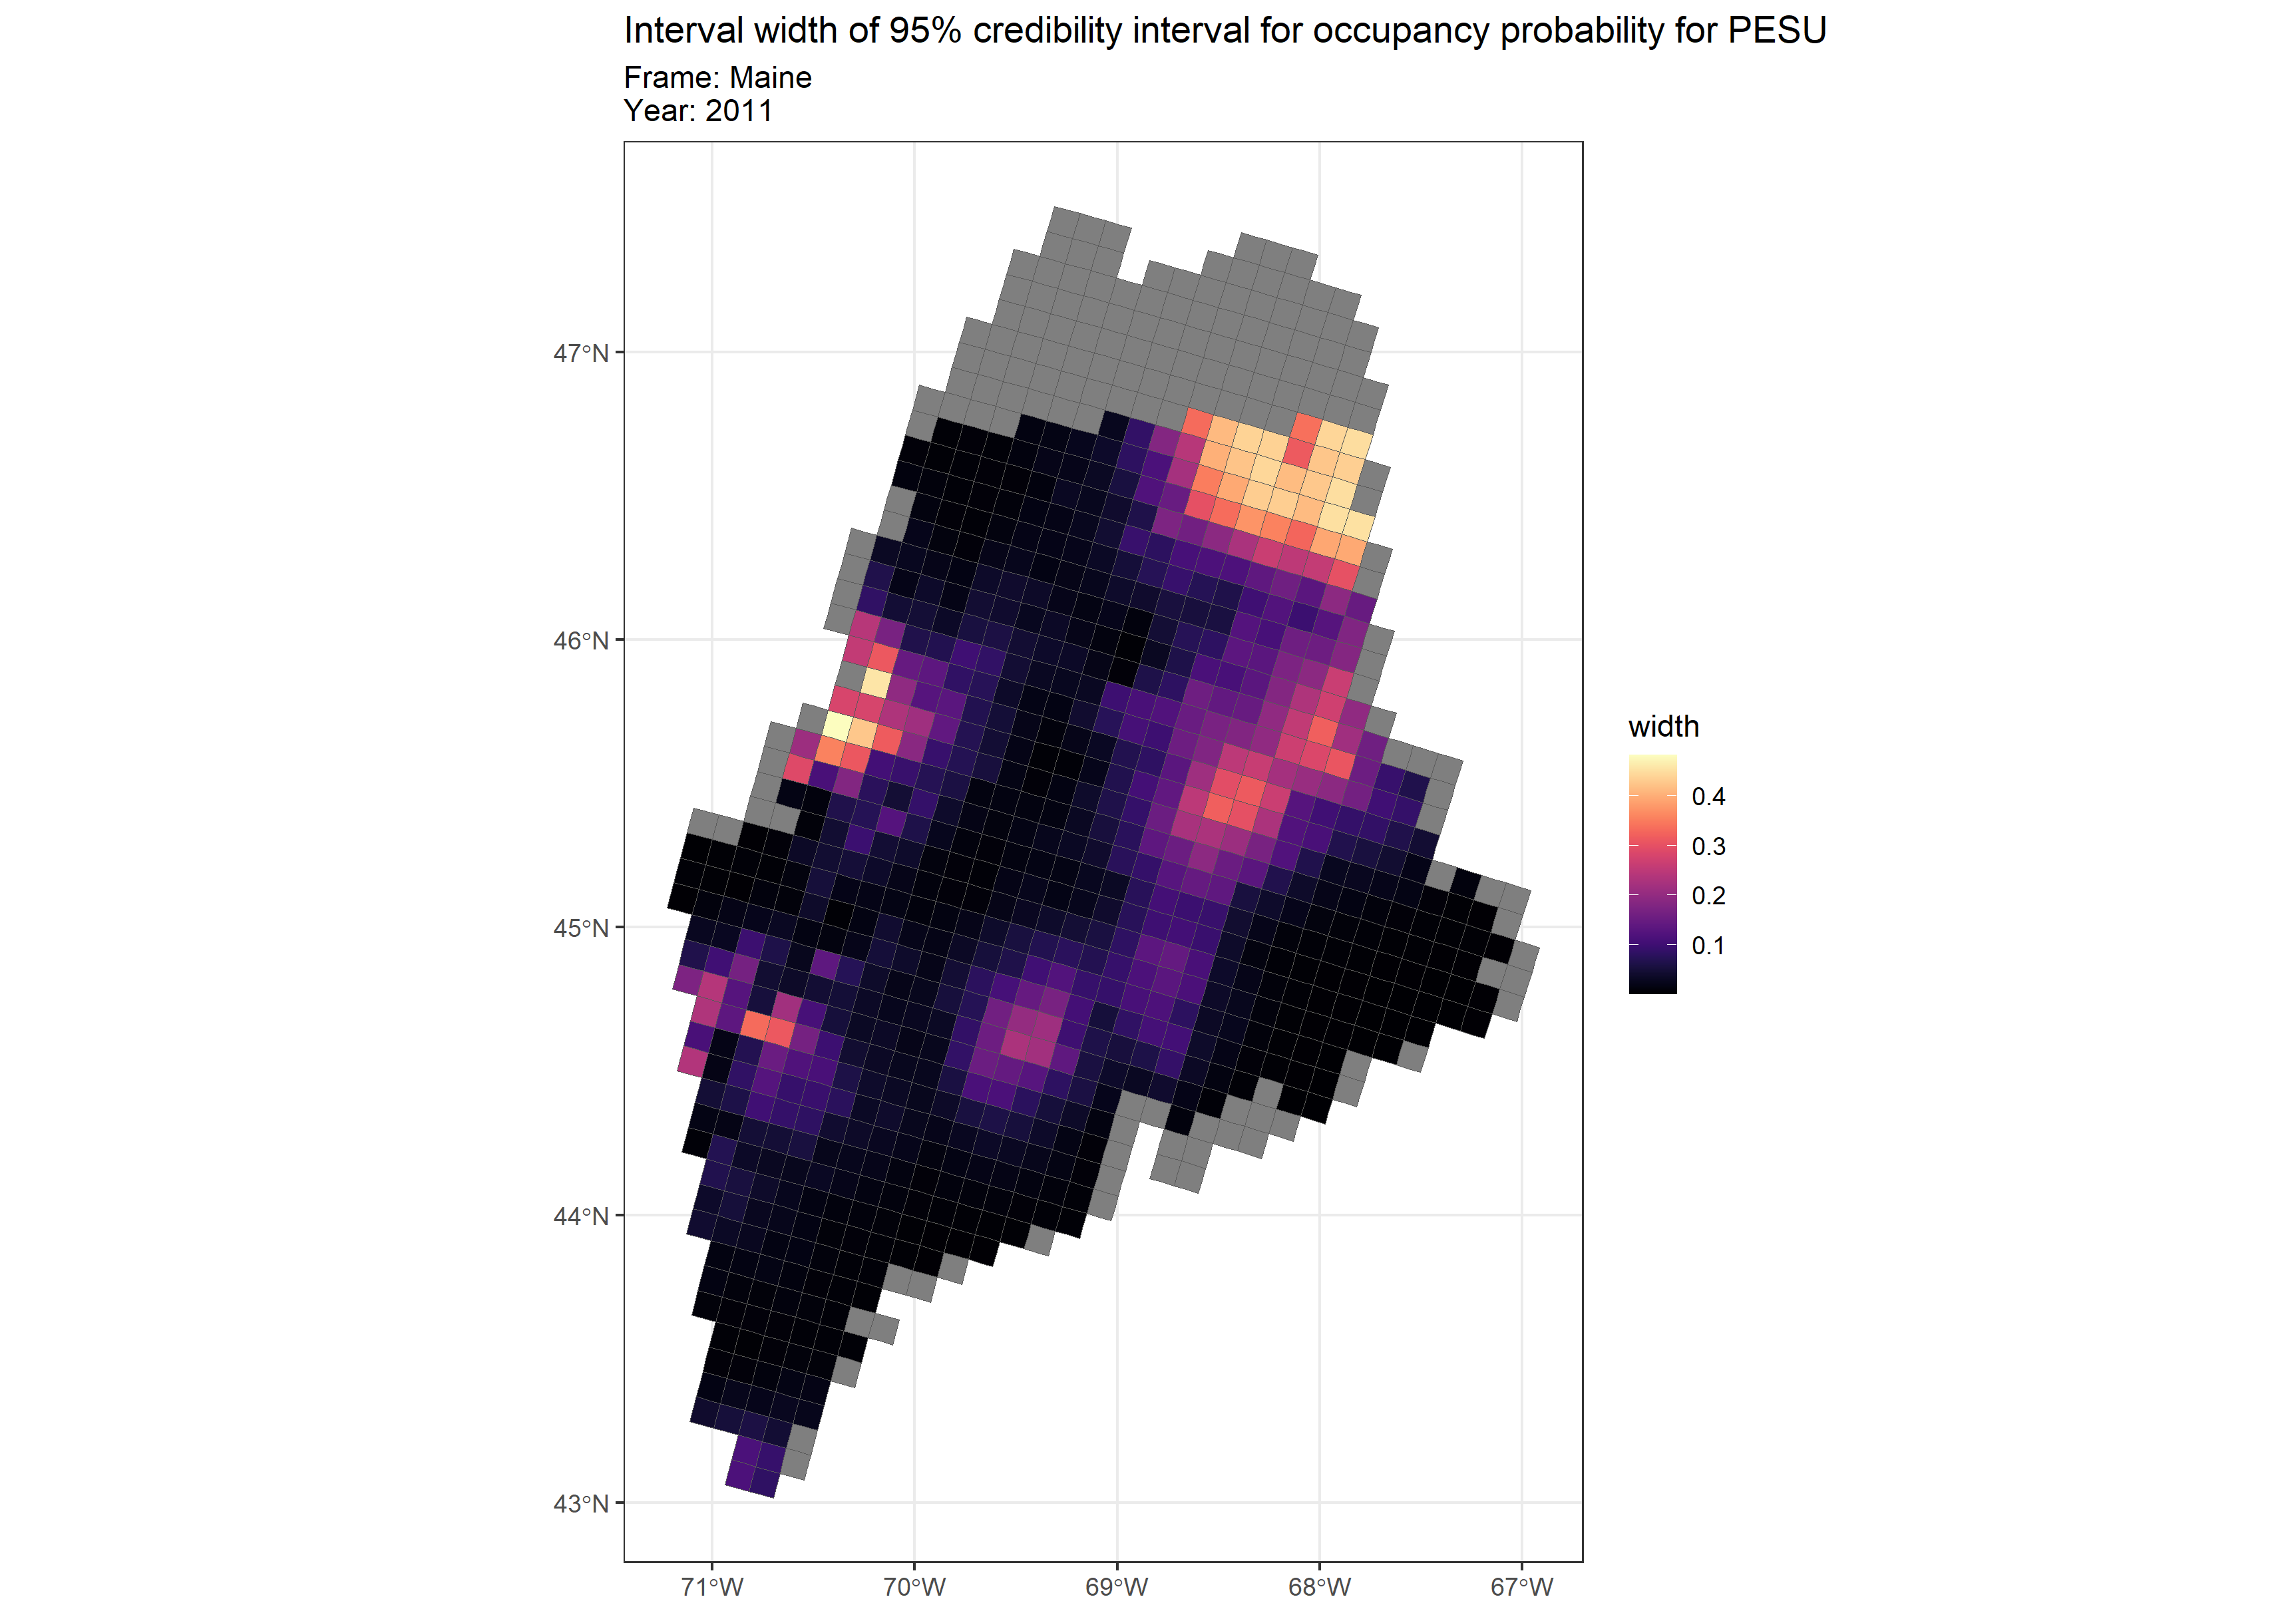 Interval width of 95% credibility interval for occupancy probability for PESU
Frame: Maine
Year: 2011
47°N
46°N
45°N
44°N
43°N
71°W
70°W
69°W
68°W
67°W
width
0.4
0.3
0.2
0.1